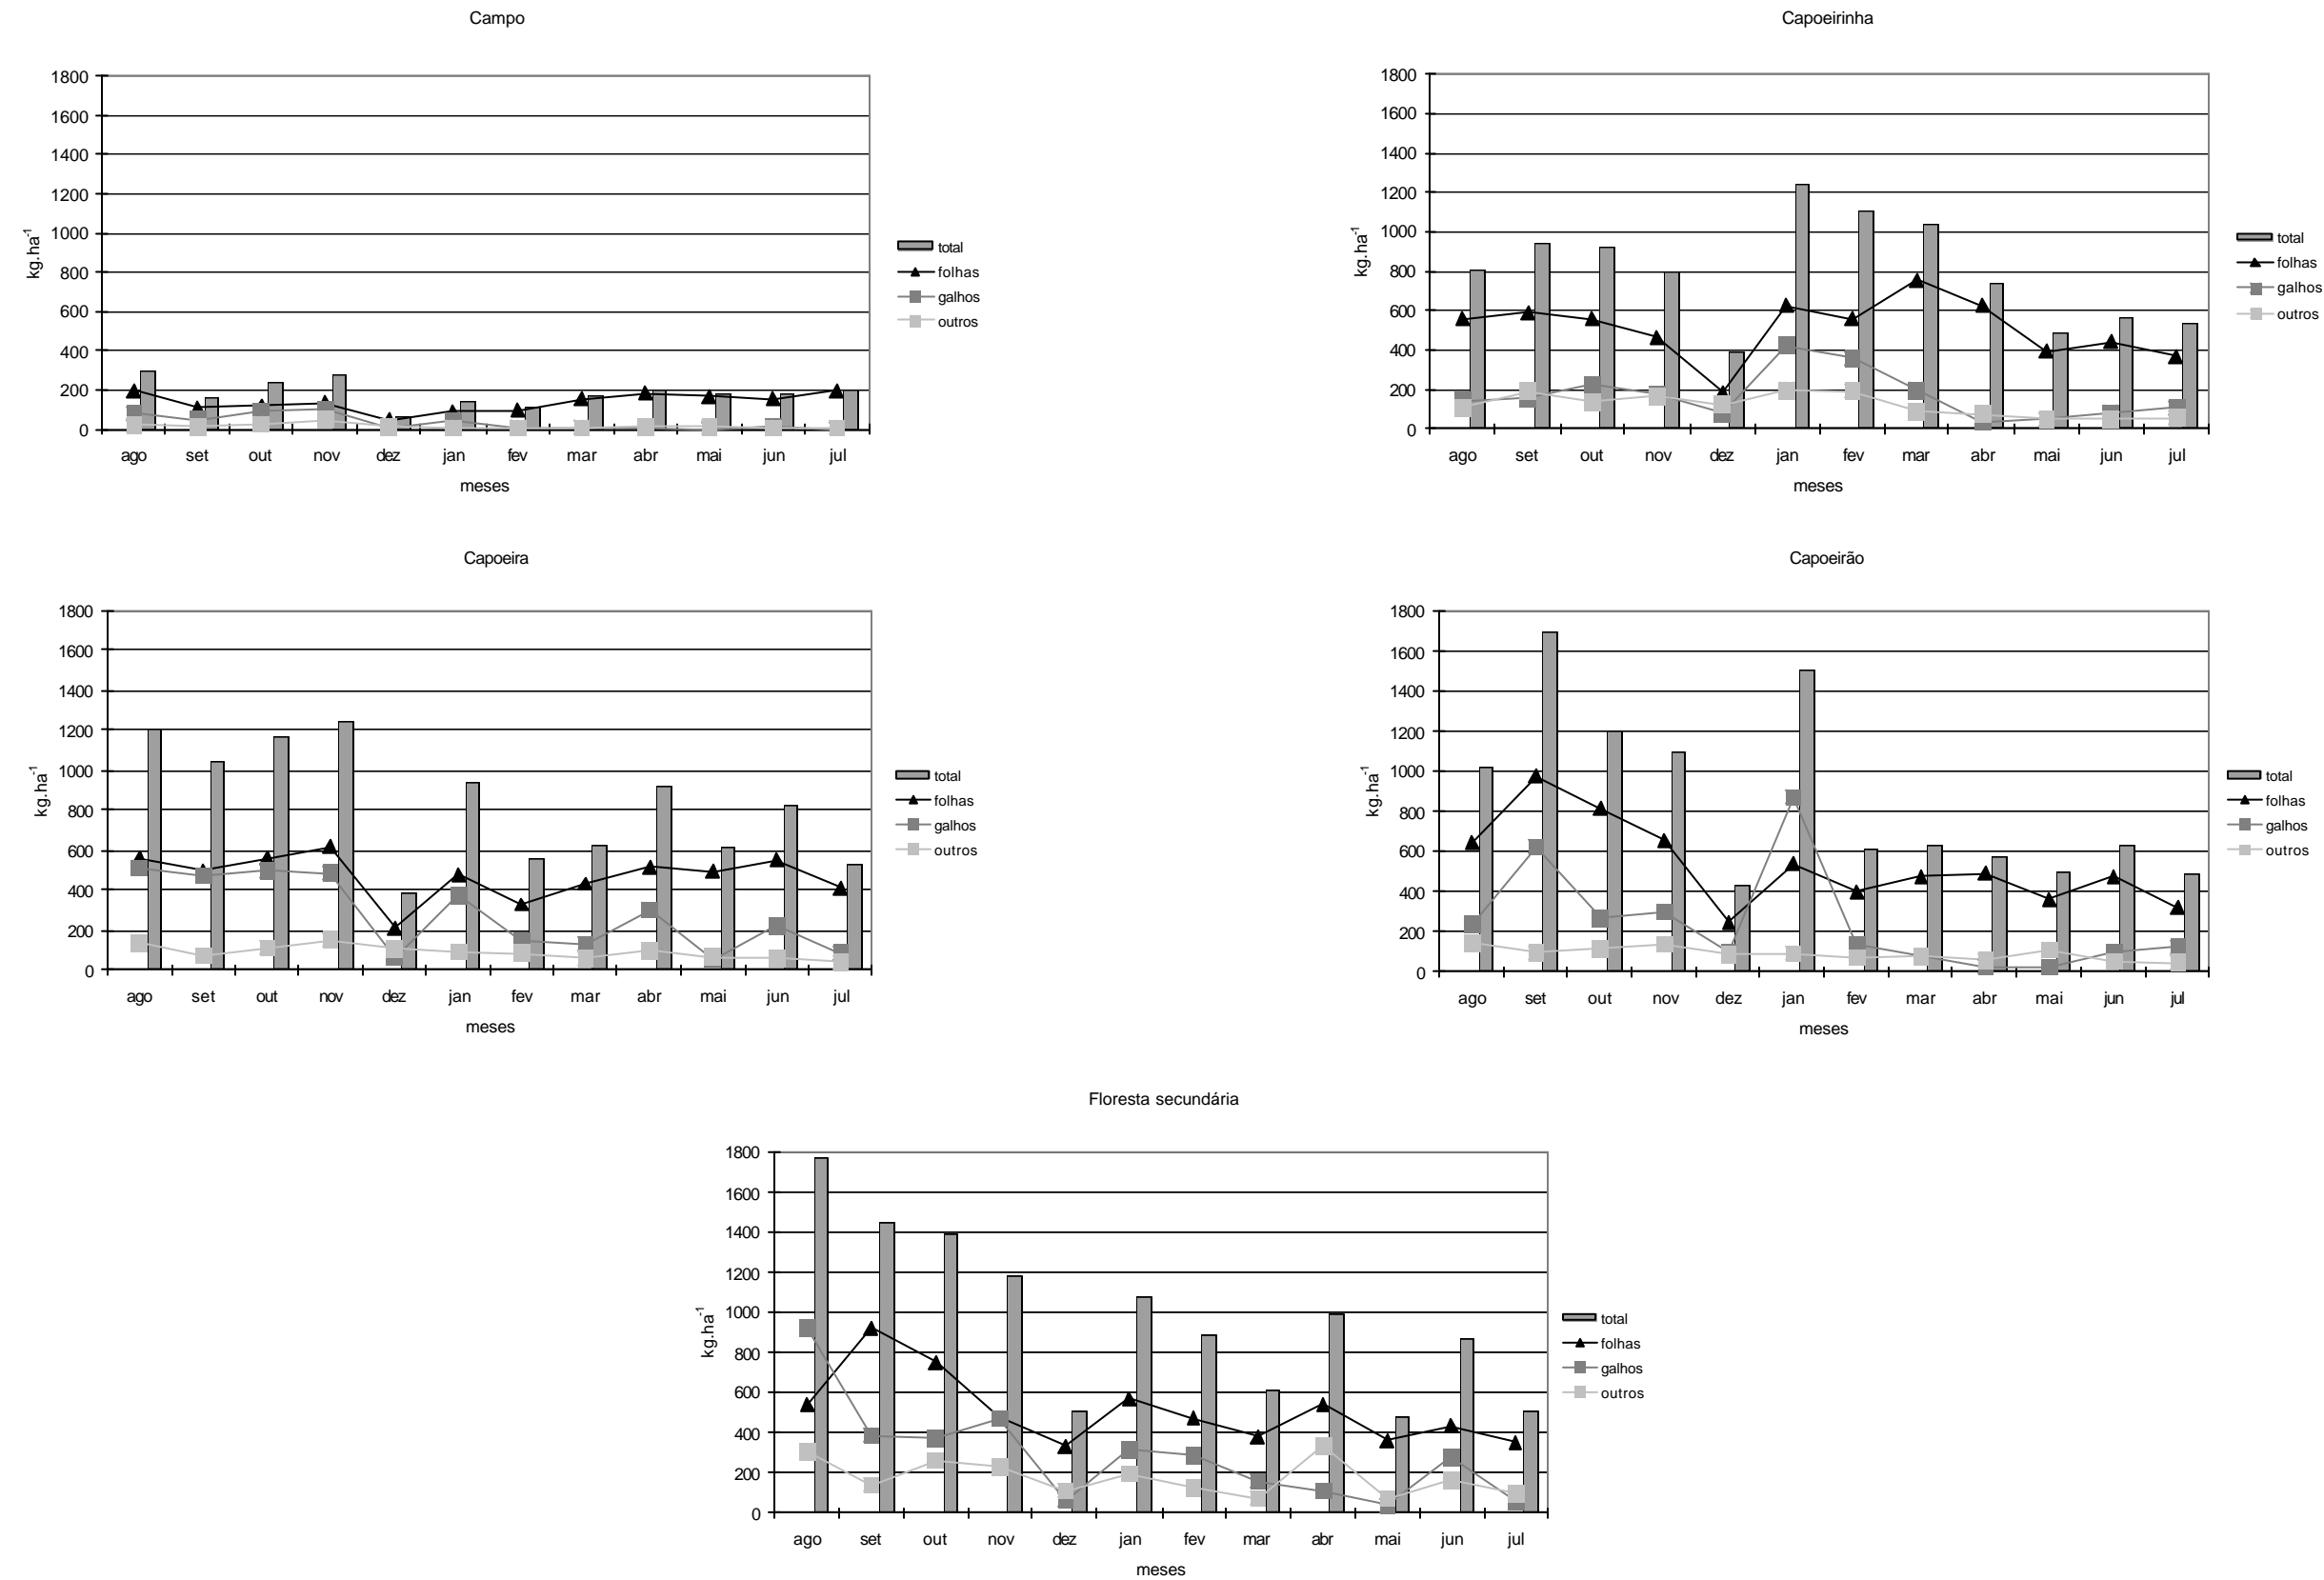 Campo
1800
1600
1400
1200
1000
800
600
400
200
0
kg.ha-1
ago set out nov dez jan fev mar abr mai jun jul
meses
total
folhas
galhos
outros
Capoeirinha
1800
1600
1400
1200
1000
800
600
400
200
0
kg.ha-1
ago set out nov dez jan fev mar abr mai jun jul
meses
total
folhas
galhos
outros
Capoeira
1800
1600
1400
1200
1000
800
600
400
200
0
kg.ha-1
ago set out nov dez jan fev mar abr mai jun jul
meses
total
folhas
galhos
outros
Capoeirão
1800
1600
1400
1200
1000
800
600
400
200
0
kg.ha-1
ago set out nov dez jan fev mar abr mai jun jul
meses
total
folhas
galhos
outros
Floresta secundária
1800
1600
1400
1200
1000
800
600
400
200
0
kg.ha-1
ago set out nov dez jan fev mar abr mai jun jul
meses
total
folhas
galhos
outros